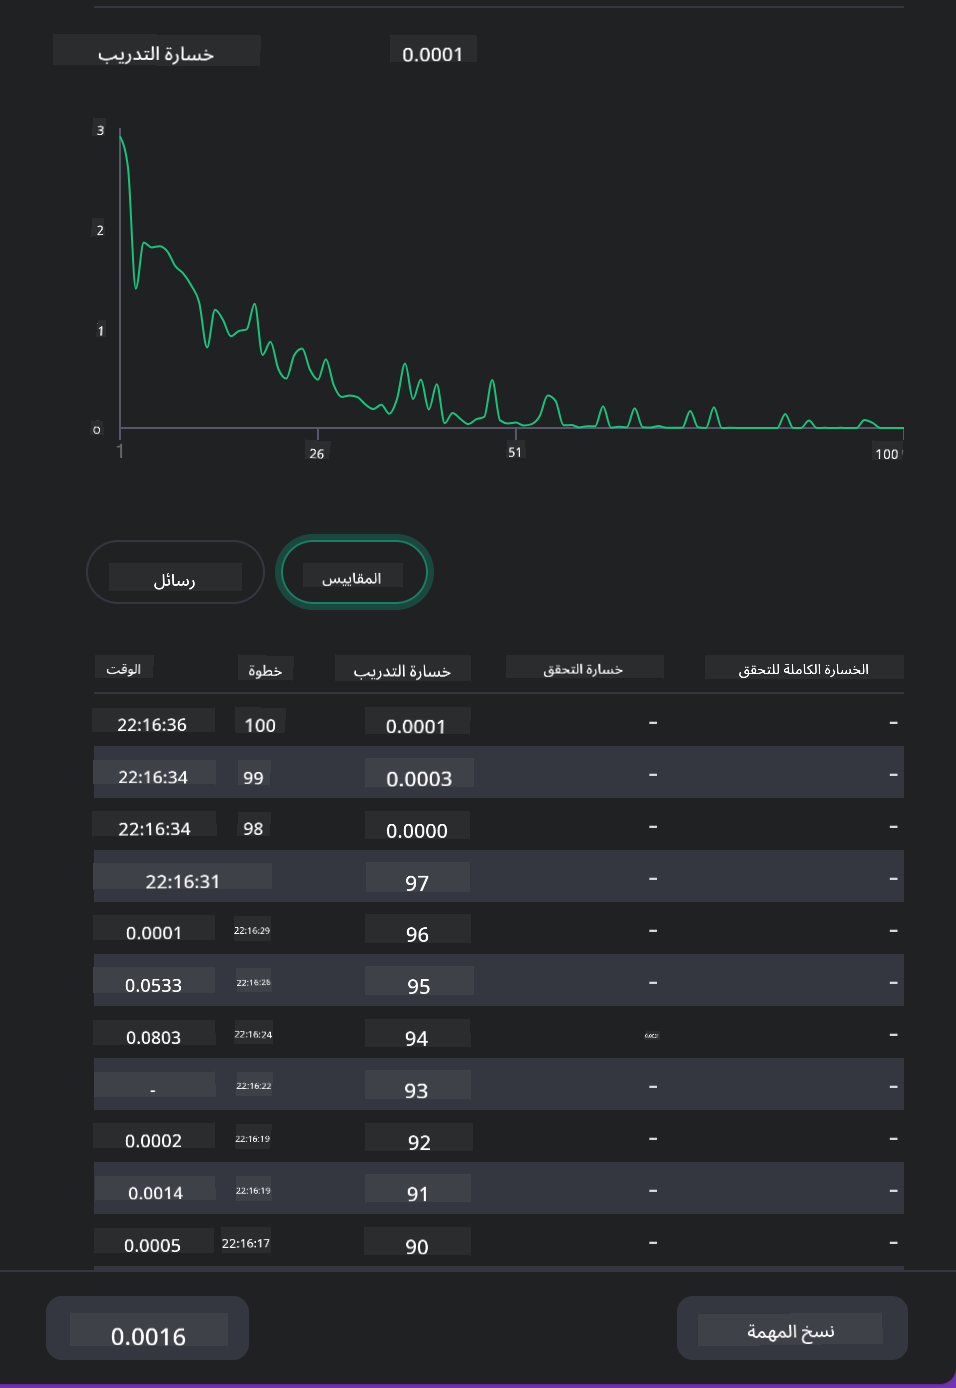 خسارة التدريب 0.0001
3
2
1
0
1 26 51 100
رسائل المقاييس
الوقت خطوة خسارة التدريب خسارة التحقق الخسارة الكاملة للتحقق
22:16:36 100 0.0001 – –
22:16:34 99 0.0003 – –
22:16:34 98 0.0000 – –
22:16:31 97 – –
0.0001 22:16:29 96 – –
0.0533 22:16:26 95 – –
0.0803 22:16:24 94 –
- 22:16:22 93 – –
0.0002 22:16:19 92 – –
0.0014 22:16:19 91 – –
0.0005 22:16:17 90 – –
0.0016 نسخ المهمة